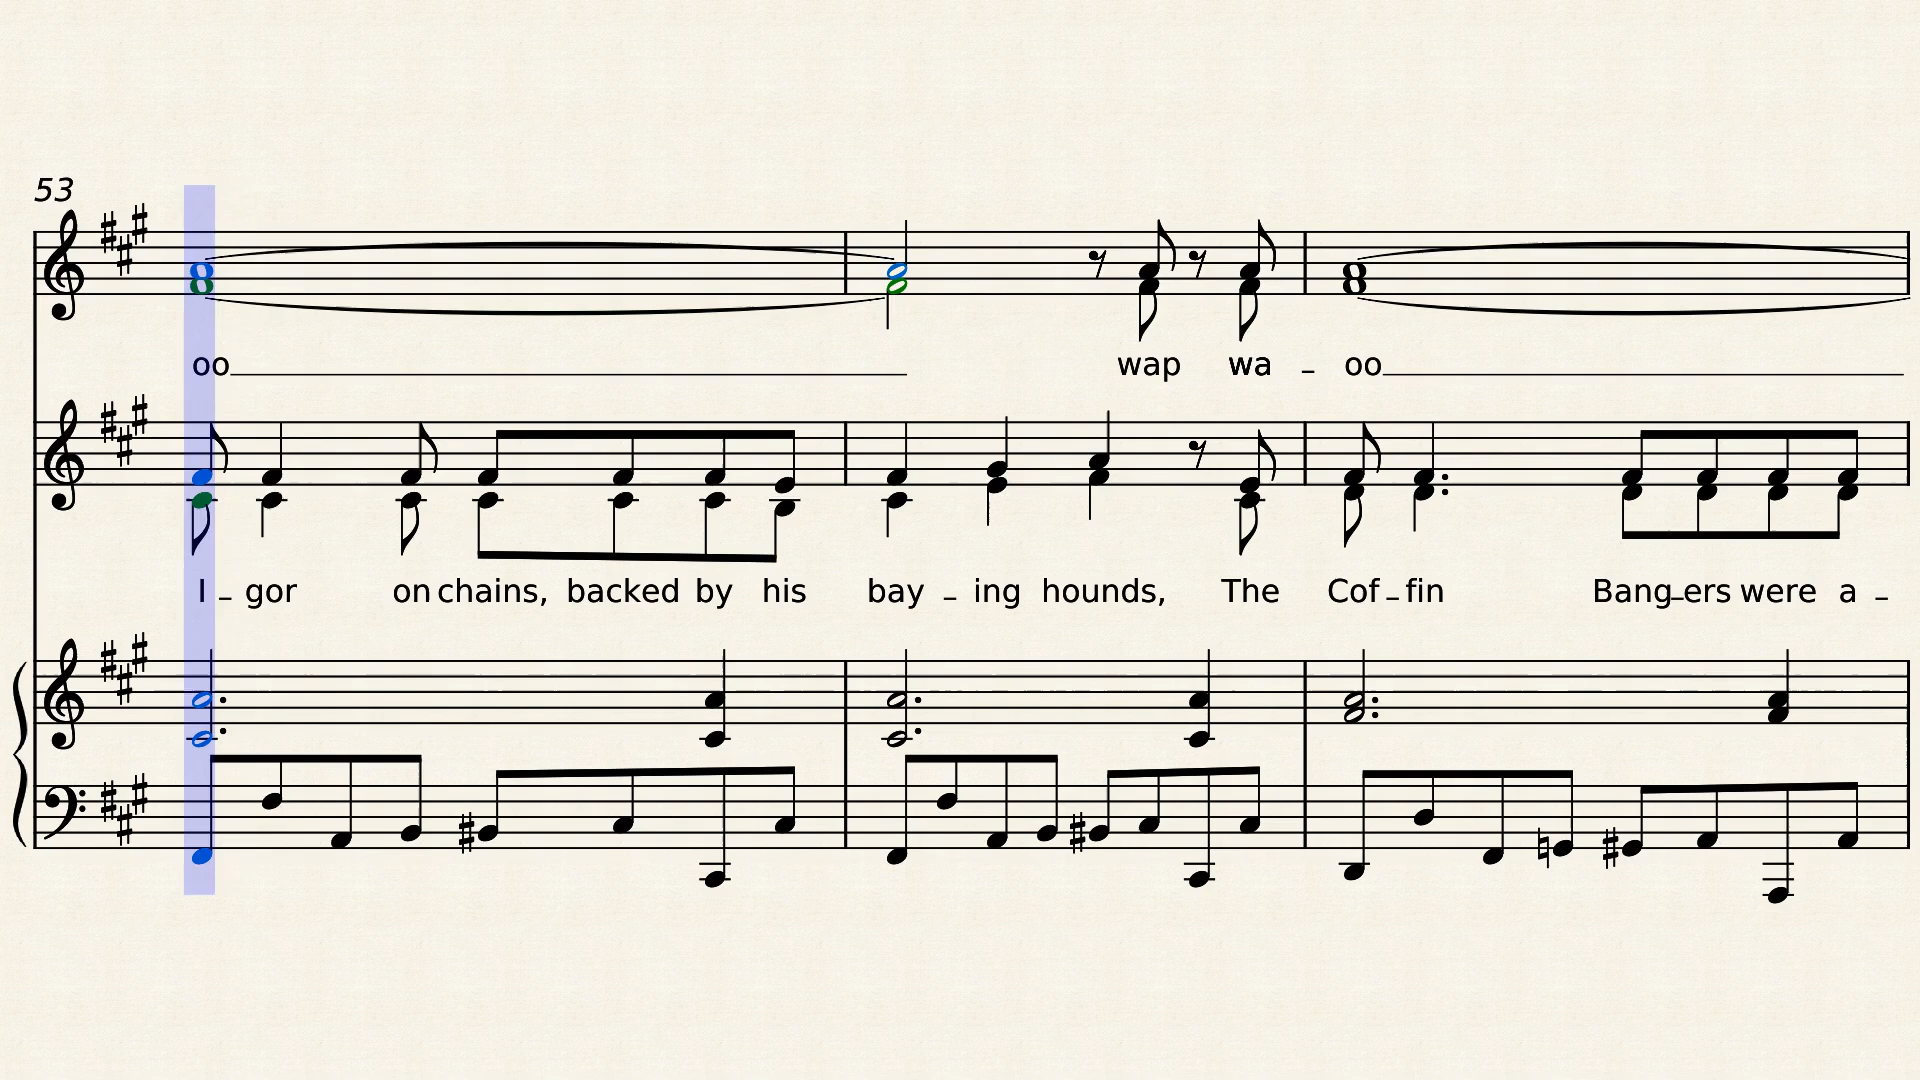 53
oo wap wa - oo
I - gor on chains, backed by his bay - ing hounds, The Cof - fin Bang - ers were a -